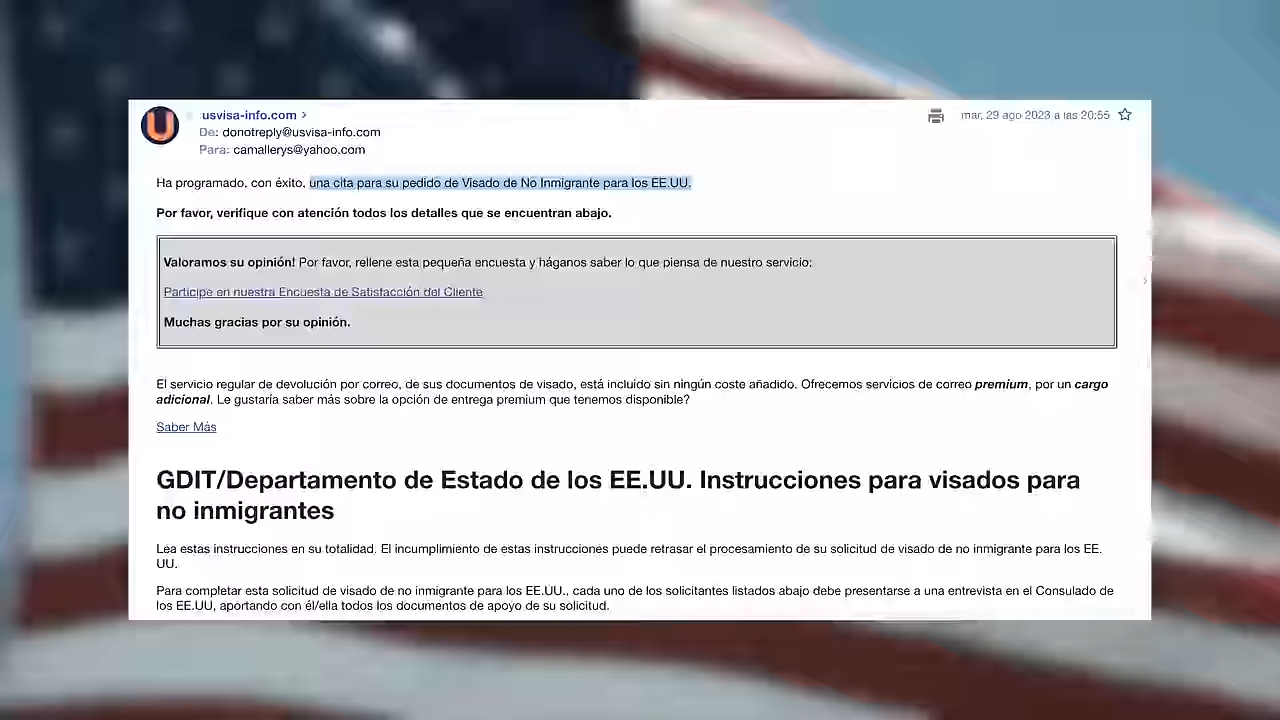 usvisa-info.com >
mar, 29 ago 2023 a las 20:55
De: donotreply@usvisa-info.com
Para: camallerys@yahoo.com
Ha programado, con éxito, una cita para su pedido de Visado de No Inmigrante para los EE.UU.
Por favor, verifique con atención todos los detalles que se encuentran abajo.
Valoramos su opinión! Por favor, rellene esta pequeña encuesta y háganos saber lo que piensa de nuestro servicio:
Participe en nuestra Encuesta de Satisfacción del Cliente
Muchas gracias por su opinión.
El servicio regular de devolución por correo, de sus documentos de visado, está incluido sin ningún coste añadido. Ofrecemos servicios de correo premium, por un cargo
adicional. Le gustaría saber más sobre la opción de entrega premium que tenemos disponible?
Saber Más
GDIT/Departamento de Estado de los EE.UU. Instrucciones para visados para
no inmigrantes
Lea estas instrucciones en su totalidad. El incumplimiento de estas instrucciones puede retrasar el procesamiento de su solicitud de visado de no inmigrante para los EE.
UU.
Para completar esta solicitud de visado de no inmigrante para los EE.UU., cada uno de los solicitantes listados abajo debe presentarse a una entrevista en el Consulado de
los EE.UU, aportando con él/ella todos los documentos de apoyo de su solicitud.